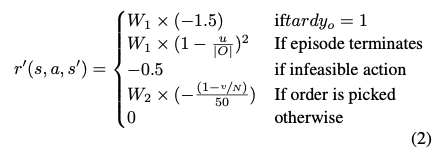 W₁ × (−1.5) if tardyₒ = 1
W₁ × (1 − u/|O|)² If episode terminates
r′(s, a, s′) = { −0.5 if infeasible action
W₂ × (−(1−v/N)/50) If order is picked
0 otherwise
(2)